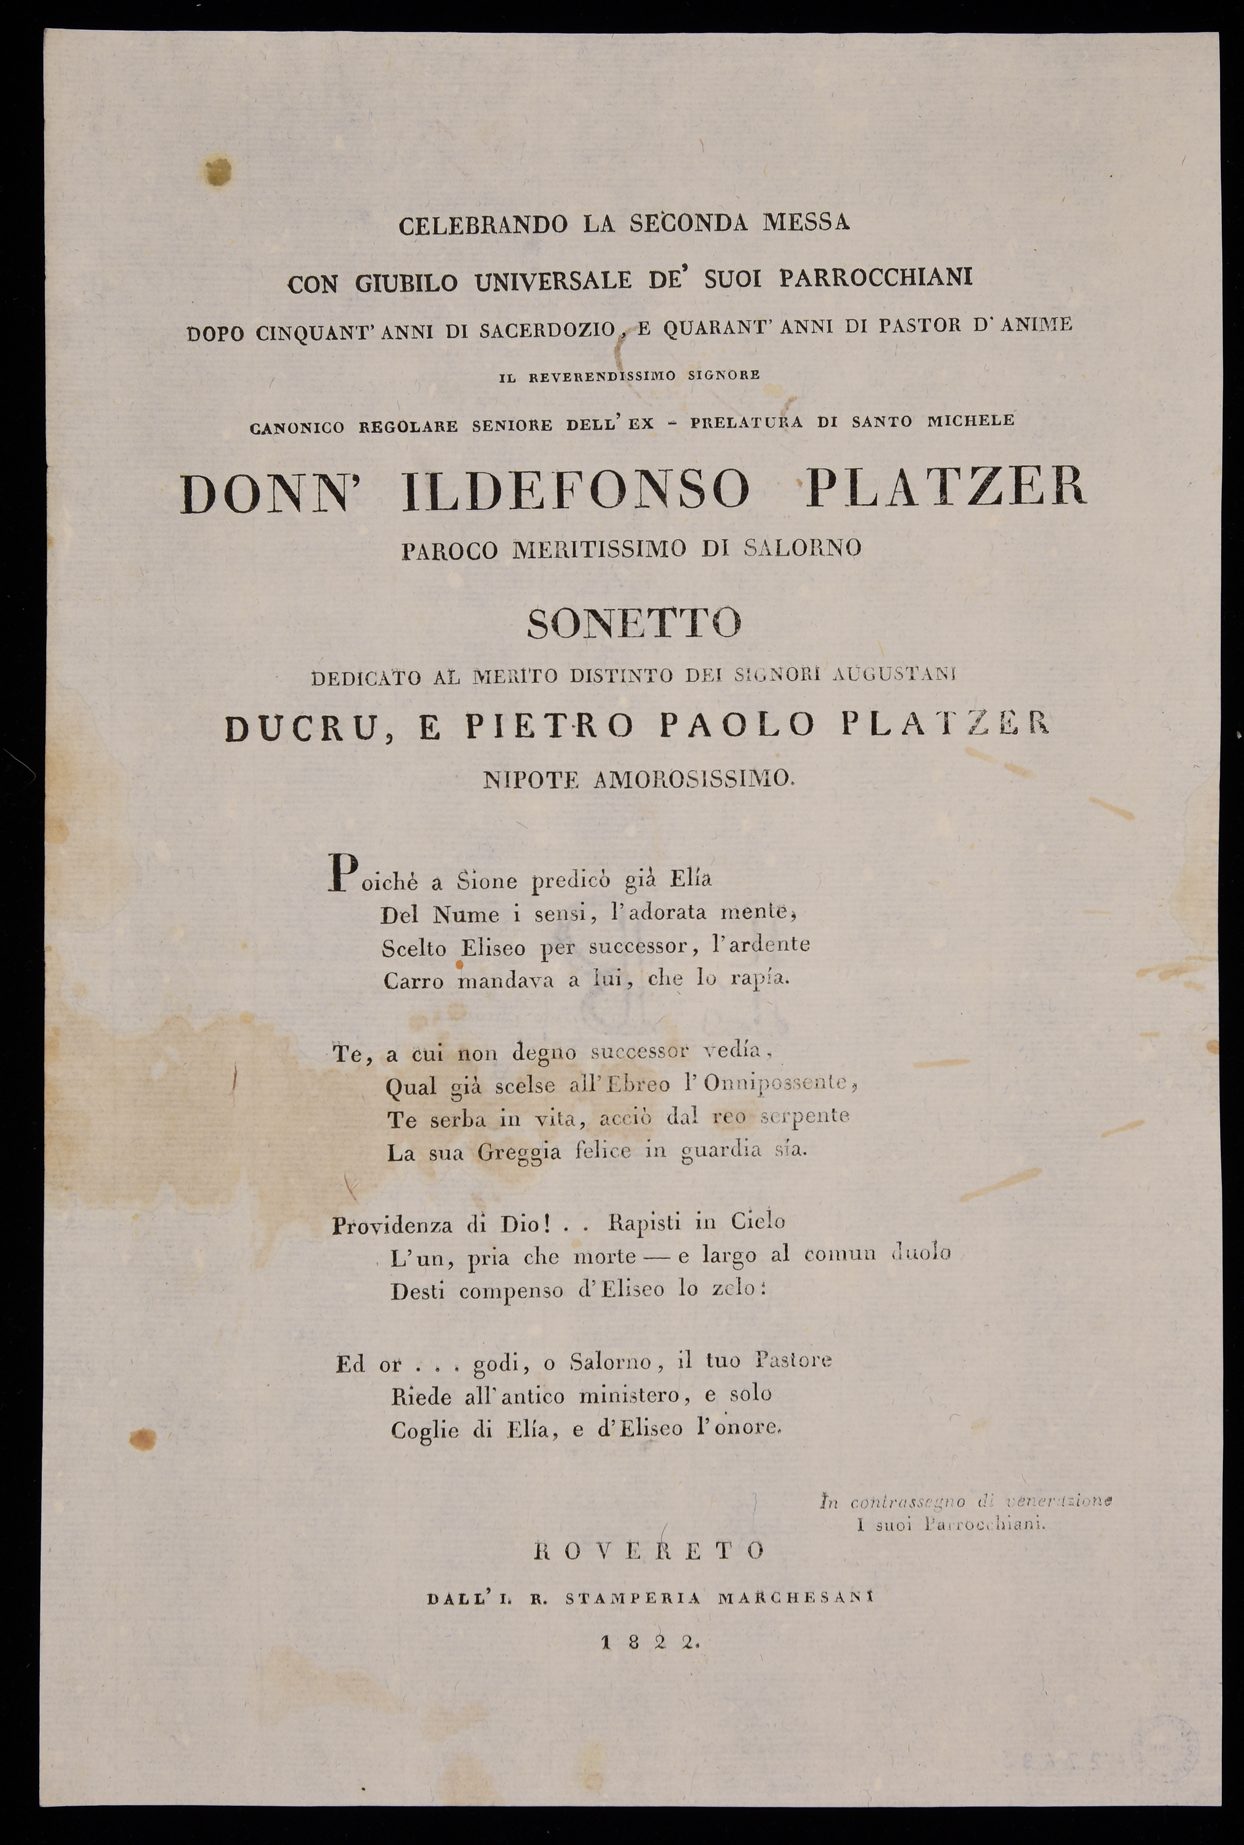 CELEBRANDO LA SECONDA MESSA
CON GIUBILO UNIVERSALE DE' SUOI PARROCCHIANI
DOPO CINQUANT' ANNI DI SACERDOZIO, E QUARANT' ANNI DI PASTOR D' ANIME
IL REVERENDISSIMO SIGNORE
CANONICO REGOLARE SENIORE DELL' EX - PRELATURA DI SANTO MICHELE
DONN' ILDEFONSO PLATZER
PAROCO MERITISSIMO DI SALORNO
SONETTO
DEDICATO AL MERITO DISTINTO DEI SIGNORI AUGUSTANI
DUCRU, E PIETRO PAOLO PLATZER
NIPOTE AMOROSISSIMO.
Poichè a Sione predicò già Elía
Del Nume i sensi, l'adorata mente,
Scelto Eliseo per successor, l'ardente
Carro mandava a lui, che lo rapía.
Te, a cui non degno successor vedía,
Qual già scelse all'Ebreo l'Onnipossente,
Te serba in vita, acciò dal reo serpente
La sua Greggia felice in guardia sía.
Providenza di Dio! . . Rapisti in Cielo
L'un, pria che morte — e largo al comun duolo
Desti compenso d'Eliseo lo zelo:
Ed or . . . godi, o Salorno, il tuo Pastore
Riede all'antico ministero, e solo
Coglie di Elía, e d'Eliseo l'onore.
In contrassegno di venerazione
I suoi Parrocchiani.
ROVERETO
DALL' I. R. STAMPERIA MARCHESANI
1822.